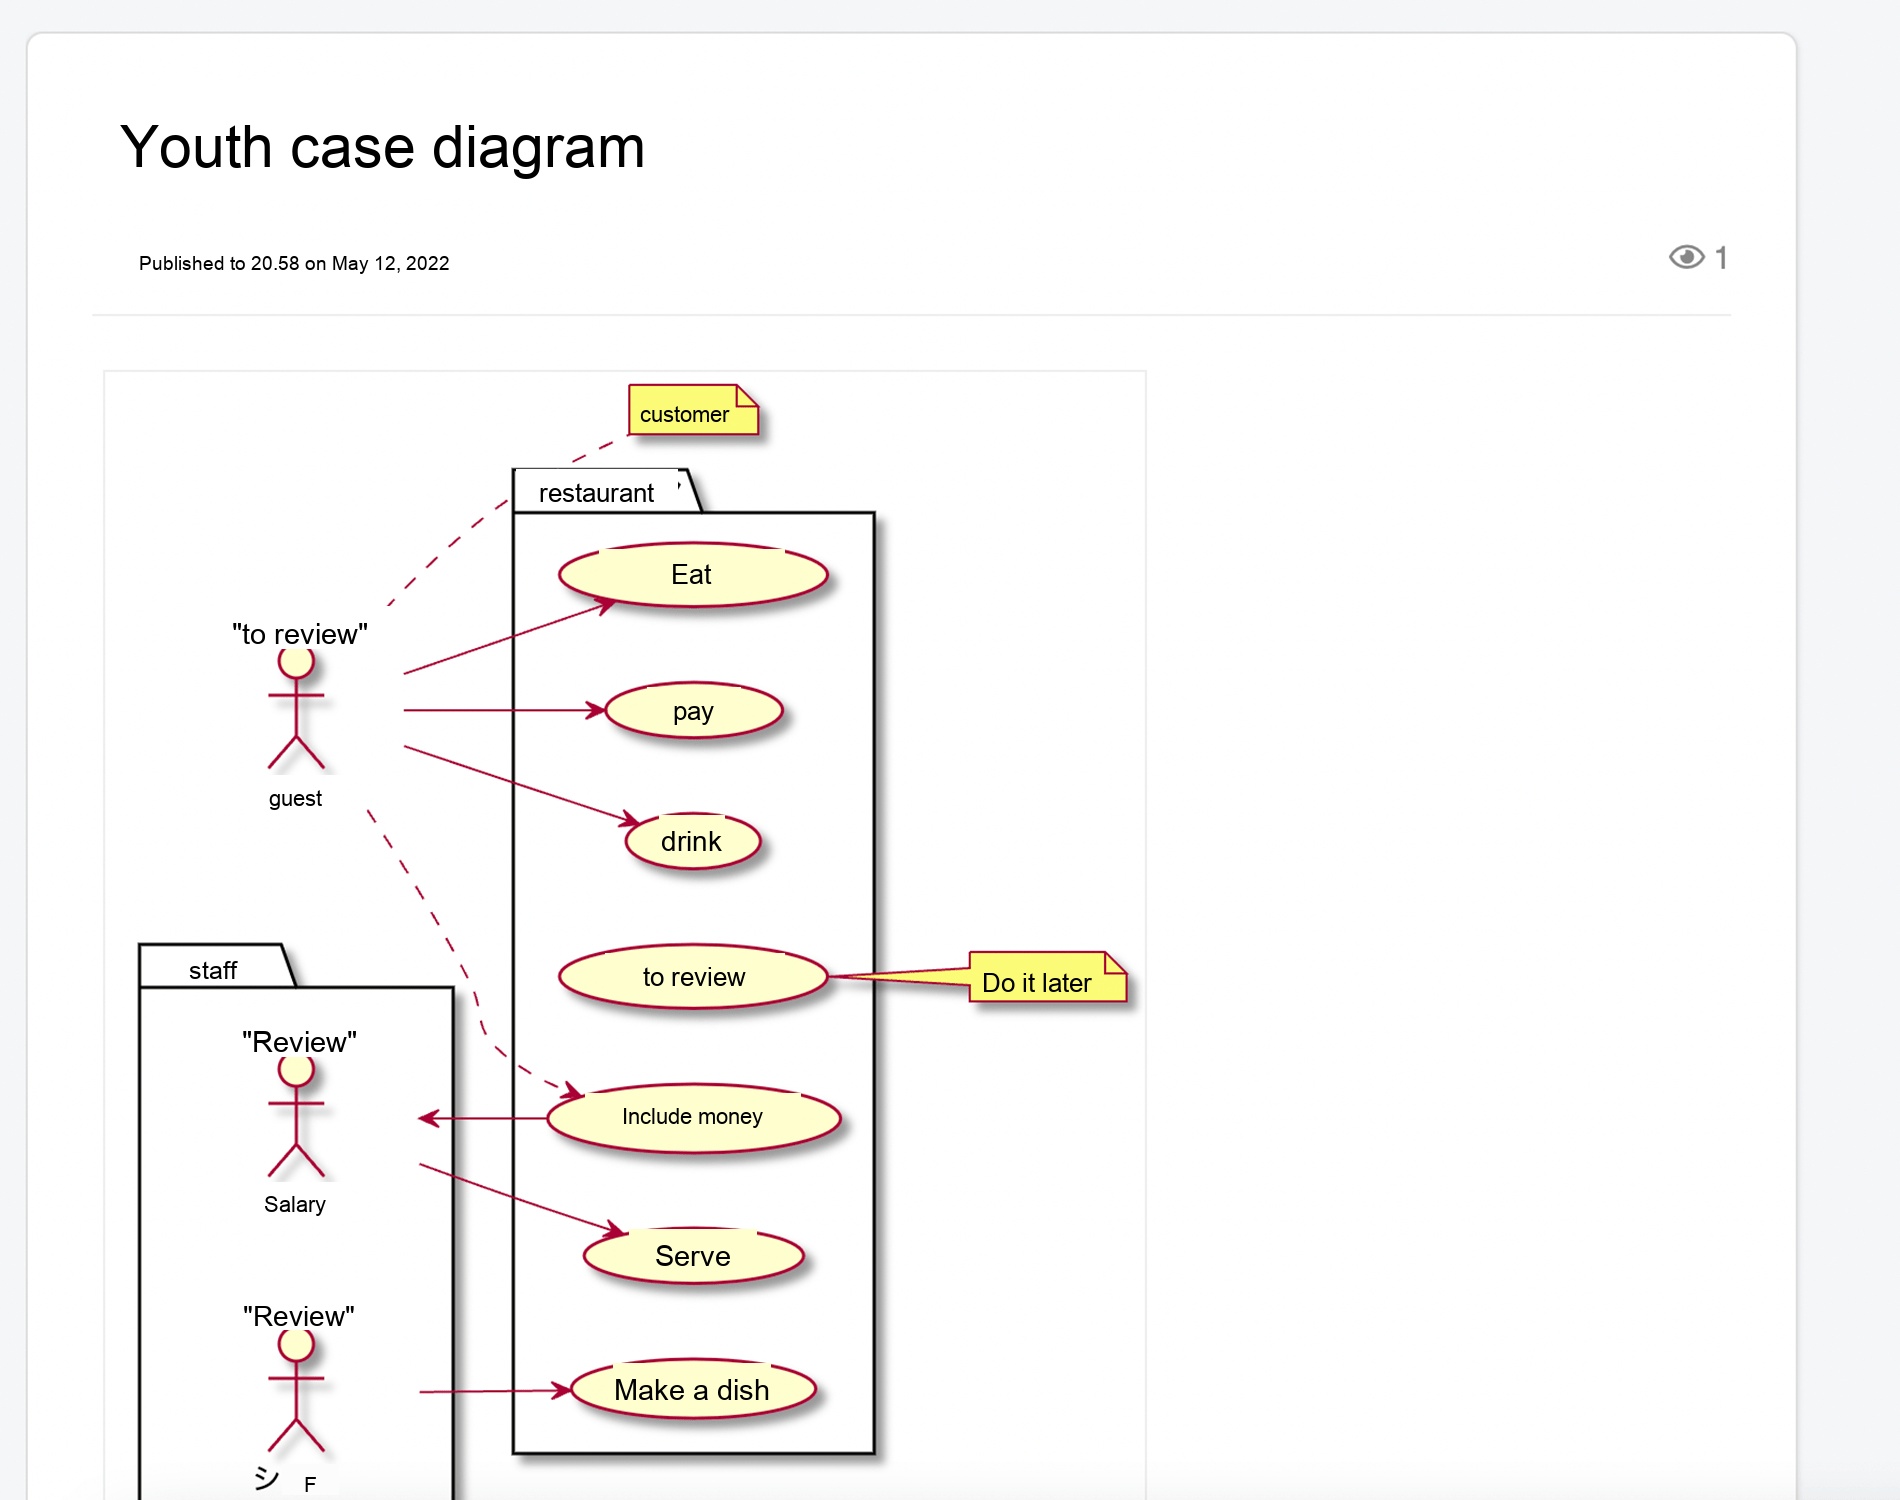 Youth case diagram
Published to 20.58 on May 12, 2022
1
customer
restaurant
Eat
"to review"
pay
guest
drink
staff
to review
Do it later
"Review"
Include money
Salary
Serve
"Review"
Make a dish
シ F